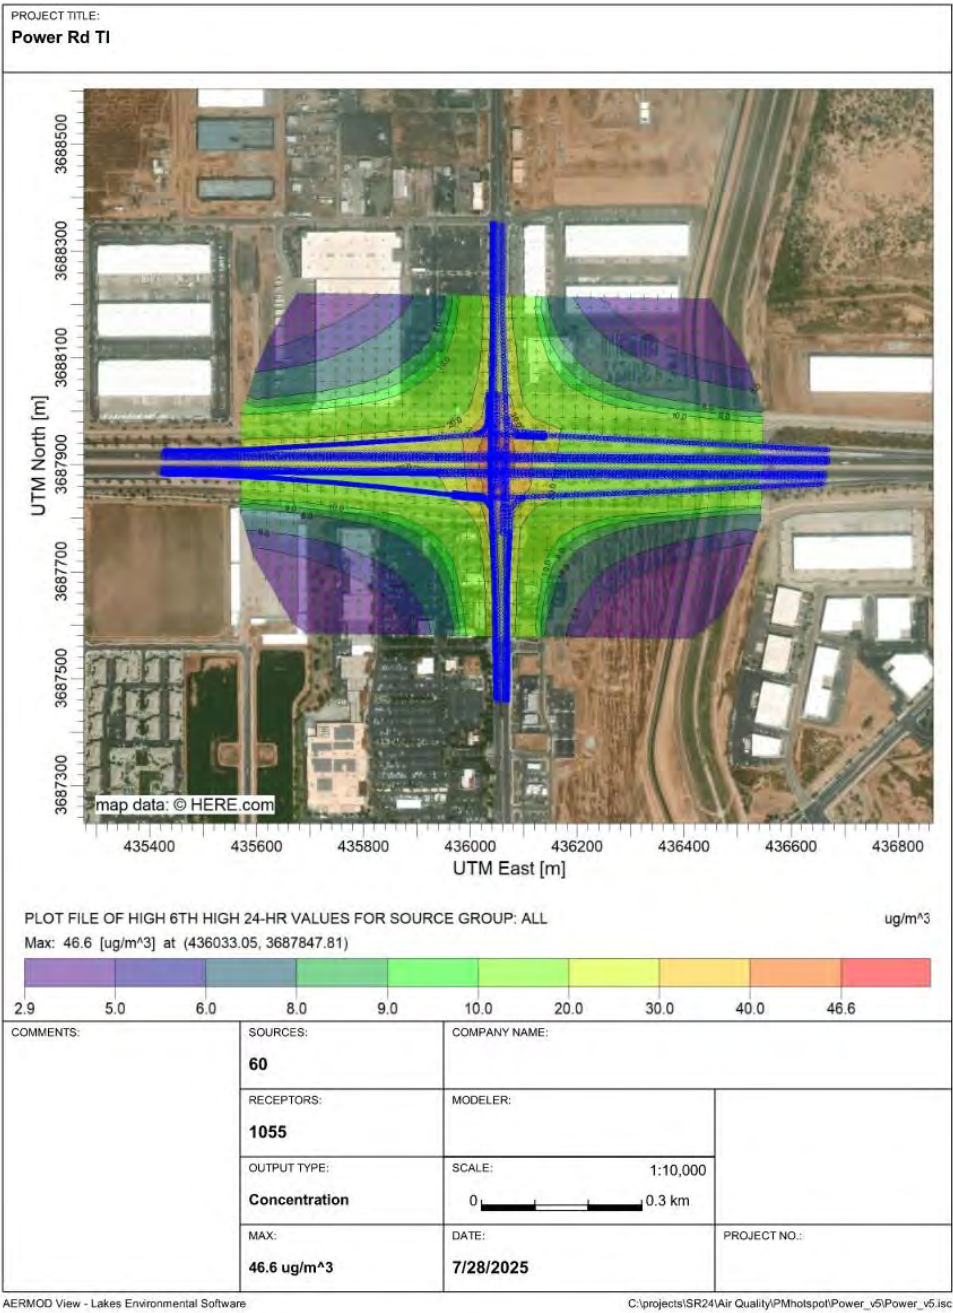 PROJECT TITLE:
Power Rd TI
UTM North [m]
3688500
3688300
3688100
3687900
3687700
3687500
3687300
map data: © HERE.com
435400 435600 435800 436000 436200 436400 436600 436800
UTM East [m]
PLOT FILE OF HIGH 6TH HIGH 24-HR VALUES FOR SOURCE GROUP: ALL ug/m^3
Max: 46.6 [ug/m^3] at (436033.05, 3687847.81)
2.9 5.0 6.0 8.0 9.0 10.0 20.0 30.0 40.0 46.6
COMMENTS:
SOURCES:
60
COMPANY NAME:
RECEPTORS:
1055
MODELER:
OUTPUT TYPE:
Concentration
SCALE: 1:10,000
0 0.3 km
MAX:
46.6 ug/m^3
DATE:
7/28/2025
PROJECT NO.:
AERMOD View - Lakes Environmental Software C:\projects\SR24\Air Quality\PMhotspot\Power_v5\Power_v5.isc